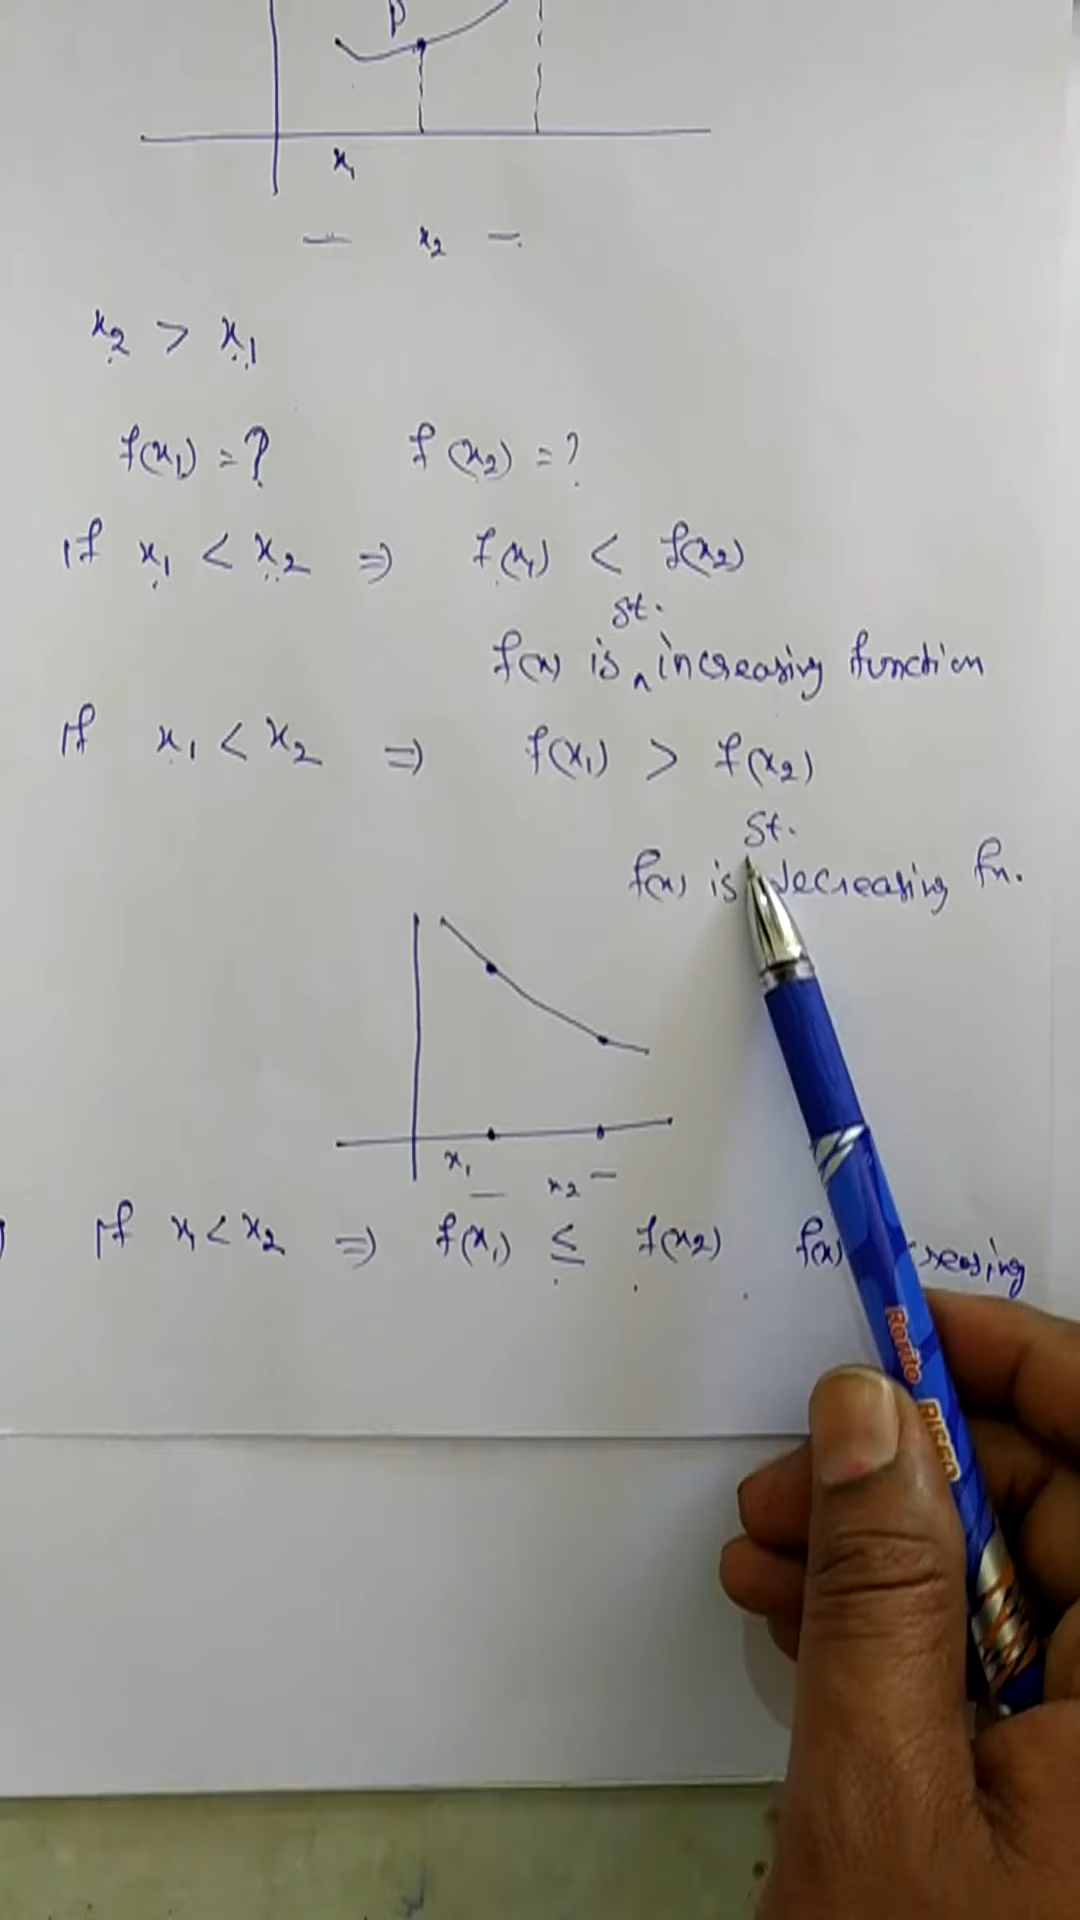 P
x₁
x₂
x₂ > x₁
f(x₁) = ? f(x₂) = ?
If x₁ < x₂ ⇒ f(x₁) < f(x₂)
St.
f(x) is ^ increasing function
If x₁ < x₂ ⇒ f(x₁) > f(x₂)
St.
f(x) is decreasing fn.
x₁ x₂
If x₁ < x₂ ⇒ f(x₁) ≤ f(x₂) f(x)
Rorito